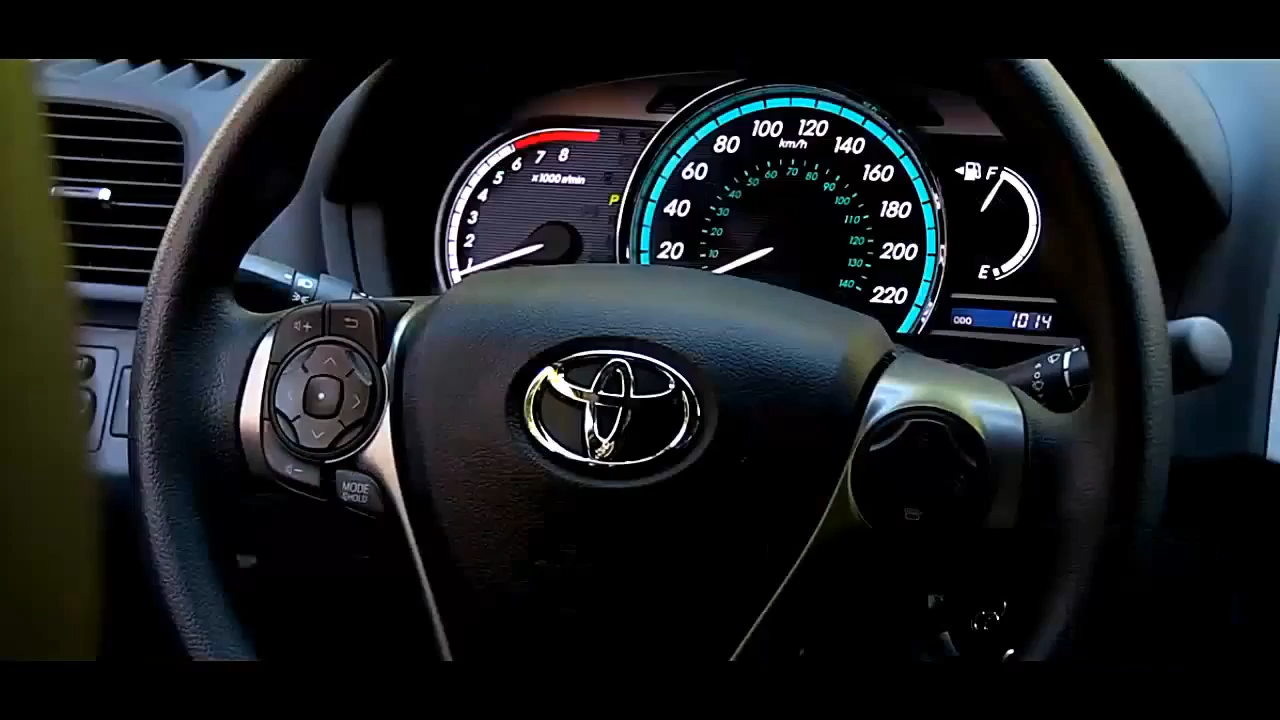 1 2 3 4 5 6 7 8
x1000 r/min
P
20 40 60 80 100 120 140 160 180 200 220
km/h
10 20 30 40 50 60 70 80 90 100 110 120 130 140
F
E
ODO 1014
+
-
MODE
HOLD